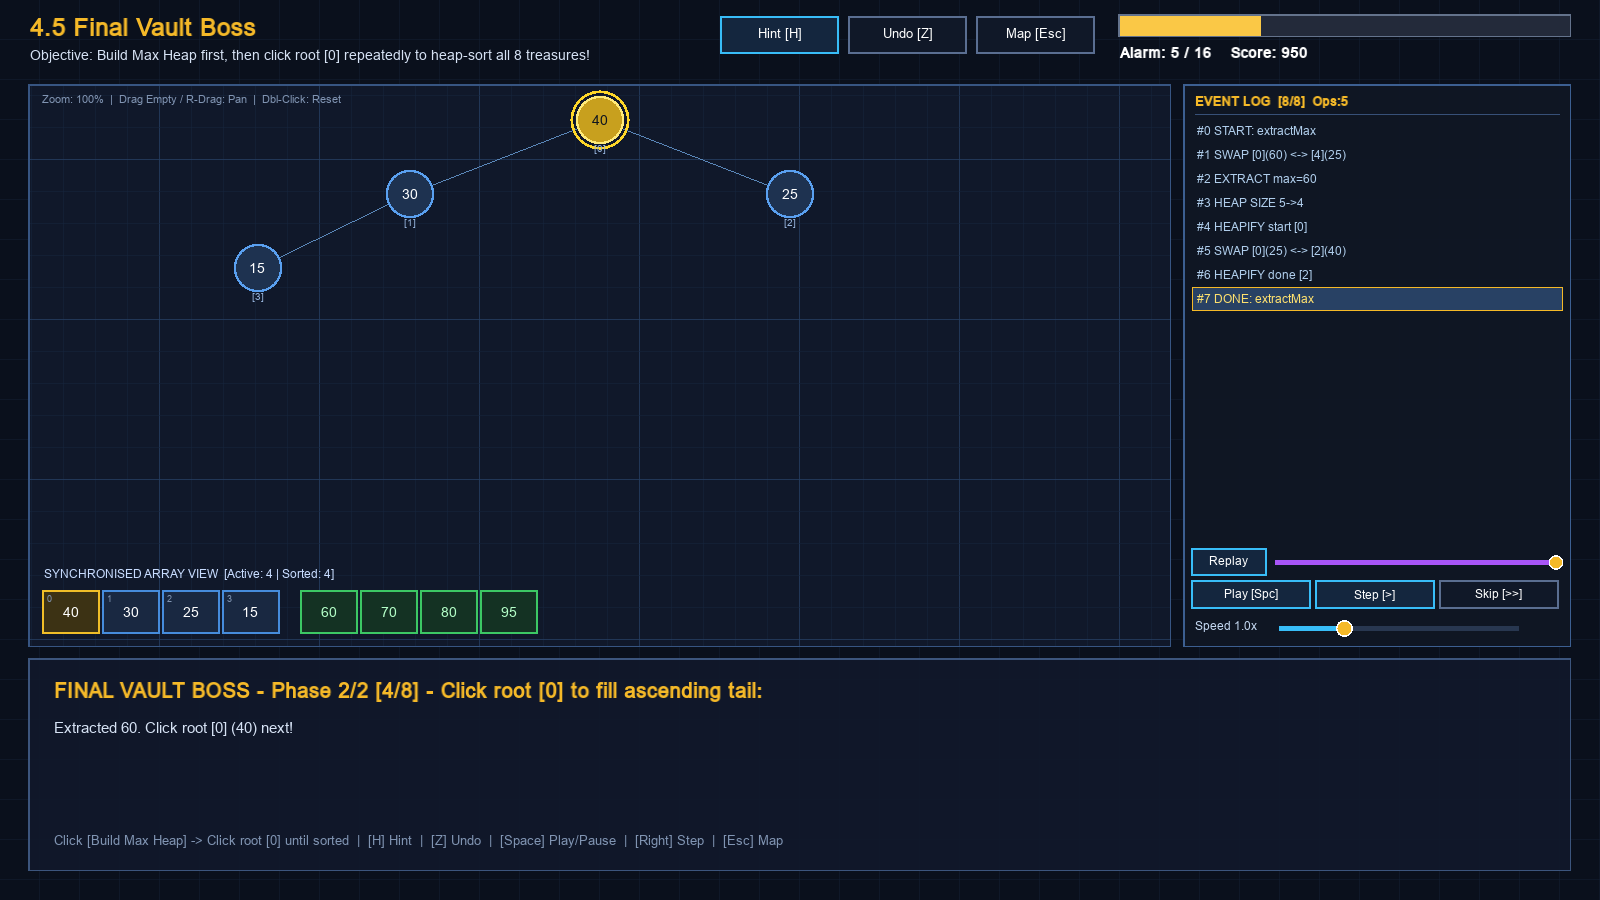 4.5 Final Vault Boss
Objective: Build Max Heap first, then click root [0] repeatedly to heap-sort all 8 treasures!
Hint [H]
Undo [Z]
Map [Esc]
Alarm: 5 / 16 Score: 950
Zoom: 100% | Drag Empty / R-Drag: Pan | Dbl-Click: Reset
40
[0]
30
[1]
25
[2]
15
[3]
SYNCHRONISED ARRAY VIEW [Active: 4 | Sorted: 4]
0 40
1 30
2 25
3 15
60
70
80
95
EVENT LOG [8/8] Ops:5
#0 START: extractMax
#1 SWAP [0](60) <-> [4](25)
#2 EXTRACT max=60
#3 HEAP SIZE 5->4
#4 HEAPIFY start [0]
#5 SWAP [0](25) <-> [2](40)
#6 HEAPIFY done [2]
#7 DONE: extractMax
Replay
Play [Spc]
Step [>]
Skip [>>]
Speed 1.0x
FINAL VAULT BOSS - Phase 2/2 [4/8] - Click root [0] to fill ascending tail:
Extracted 60. Click root [0] (40) next!
Click [Build Max Heap] -> Click root [0] until sorted | [H] Hint | [Z] Undo | [Space] Play/Pause | [Right] Step | [Esc] Map